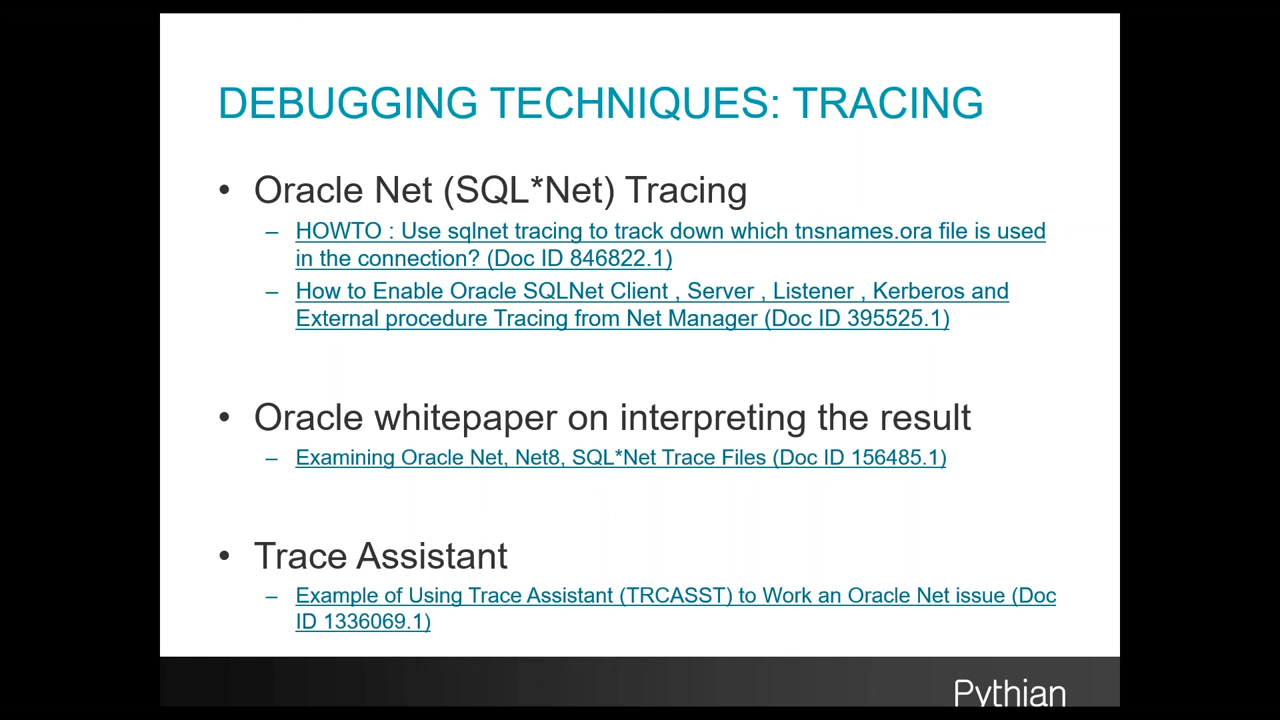 DEBUGGING TECHNIQUES: TRACING
• Oracle Net (SQL*Net) Tracing
– HOWTO : Use sqlnet tracing to track down which tnsnames.ora file is used
in the connection? (Doc ID 846822.1)
– How to Enable Oracle SQLNet Client , Server , Listener , Kerberos and
External procedure Tracing from Net Manager (Doc ID 395525.1)
• Oracle whitepaper on interpreting the result
– Examining Oracle Net, Net8, SQL*Net Trace Files (Doc ID 156485.1)
• Trace Assistant
– Example of Using Trace Assistant (TRCASST) to Work an Oracle Net issue (Doc
ID 1336069.1)
Pythian